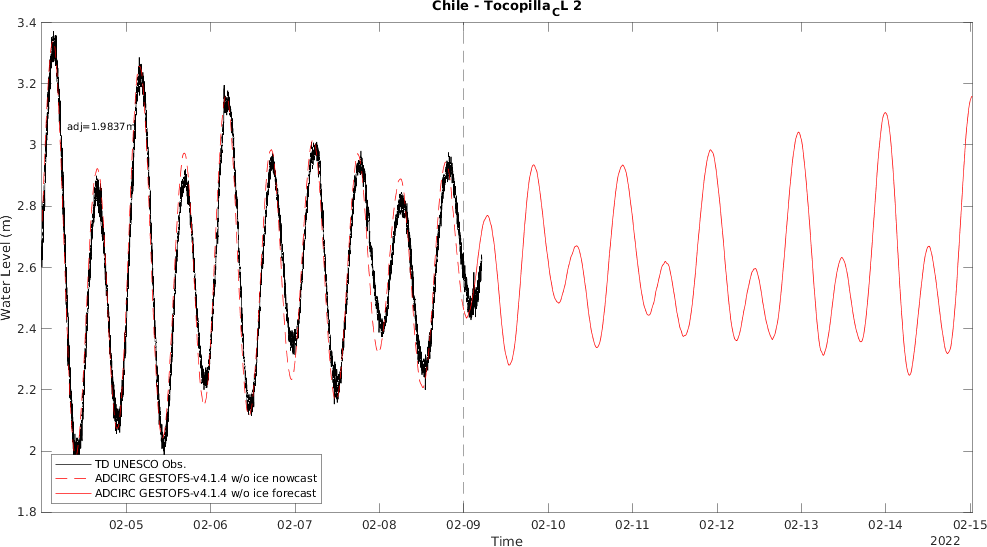 Chile - Tocopilla_CL 2
3.4
3.2
3
2.8
2.6
2.4
2.2
2
1.8
Water Level (m)
adj=1.9837m
TD UNESCO Obs.
ADCIRC GESTOFS-v4.1.4 w/o ice nowcast
ADCIRC GESTOFS-v4.1.4 w/o ice forecast
02-05 02-06 02-07 02-08 02-09 02-10 02-11 02-12 02-13 02-14 02-15
Time
2022